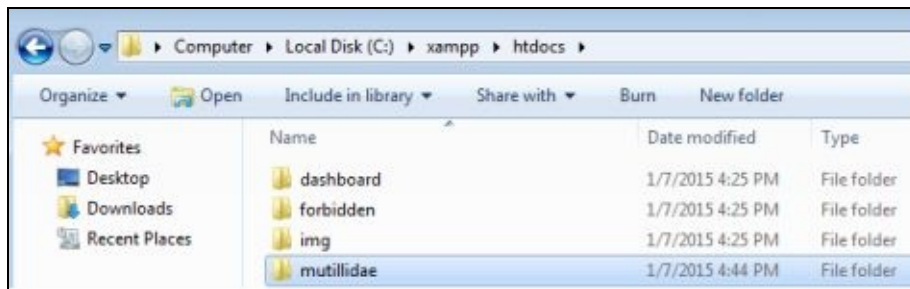 Computer ▸ Local Disk (C:) ▸ xampp ▸ htdocs ▸
Organize Open Include in library Share with Burn New folder
Favorites
Desktop
Downloads
Recent Places
Name Date modified Type
dashboard 1/7/2015 4:25 PM File folder
forbidden 1/7/2015 4:25 PM File folder
img 1/7/2015 4:25 PM File folder
mutillidae 1/7/2015 4:44 PM File folder